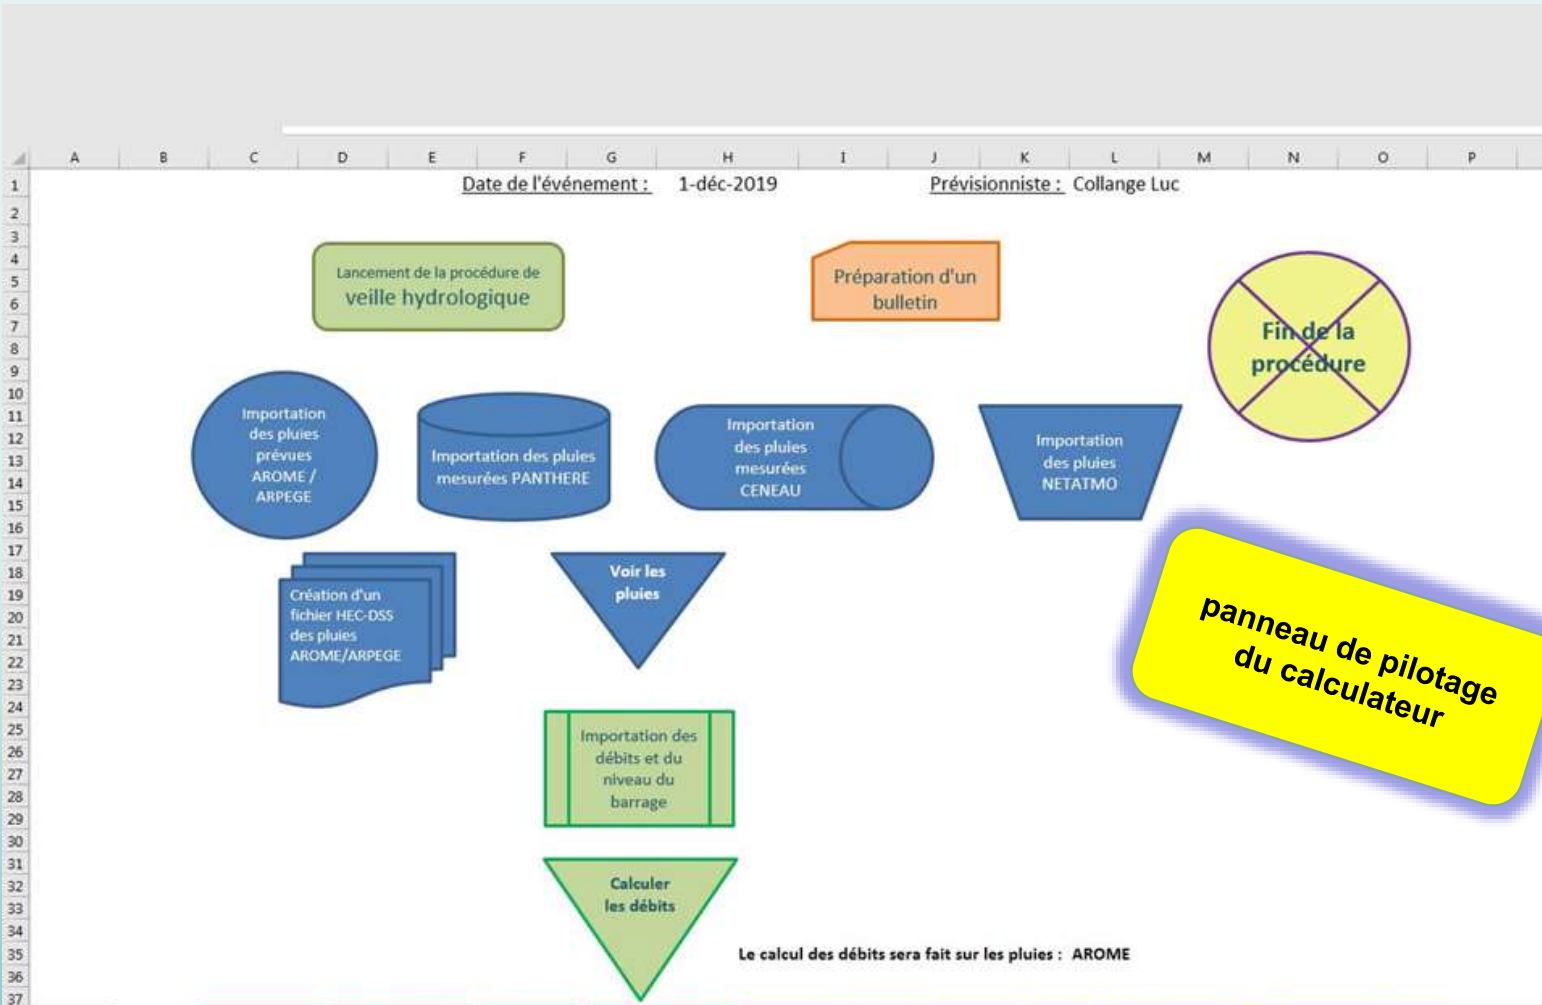 A B C D E F G H I J K L M N O P
1
Date de l'événement : 1-déc-2019 Prévisionniste : Collange Luc
2
3
4
5
6
7
8
9
10
11
12
13
14
15
16
17
18
19
20
21
22
23
24
25
26
27
28
29
30
31
32
33
34
35
36
37
Lancement de la procédure de
veille hydrologique
Préparation d'un
bulletin
Fin de la
procédure
Importation
des pluies
prévues
AROME /
ARPEGE
Importation des pluies
mesurées PANTHERE
Importation
des pluies
mesurées
CENEAU
Importation
des pluies
NETATMO
Création d'un
fichier HEC-DSS
des pluies
AROME/ARPEGE
Voir les
pluies
panneau de pilotage
du calculateur
Importation des
débits et du
niveau du
barrage
Calculer
les débits
Le calcul des débits sera fait sur les pluies : AROME